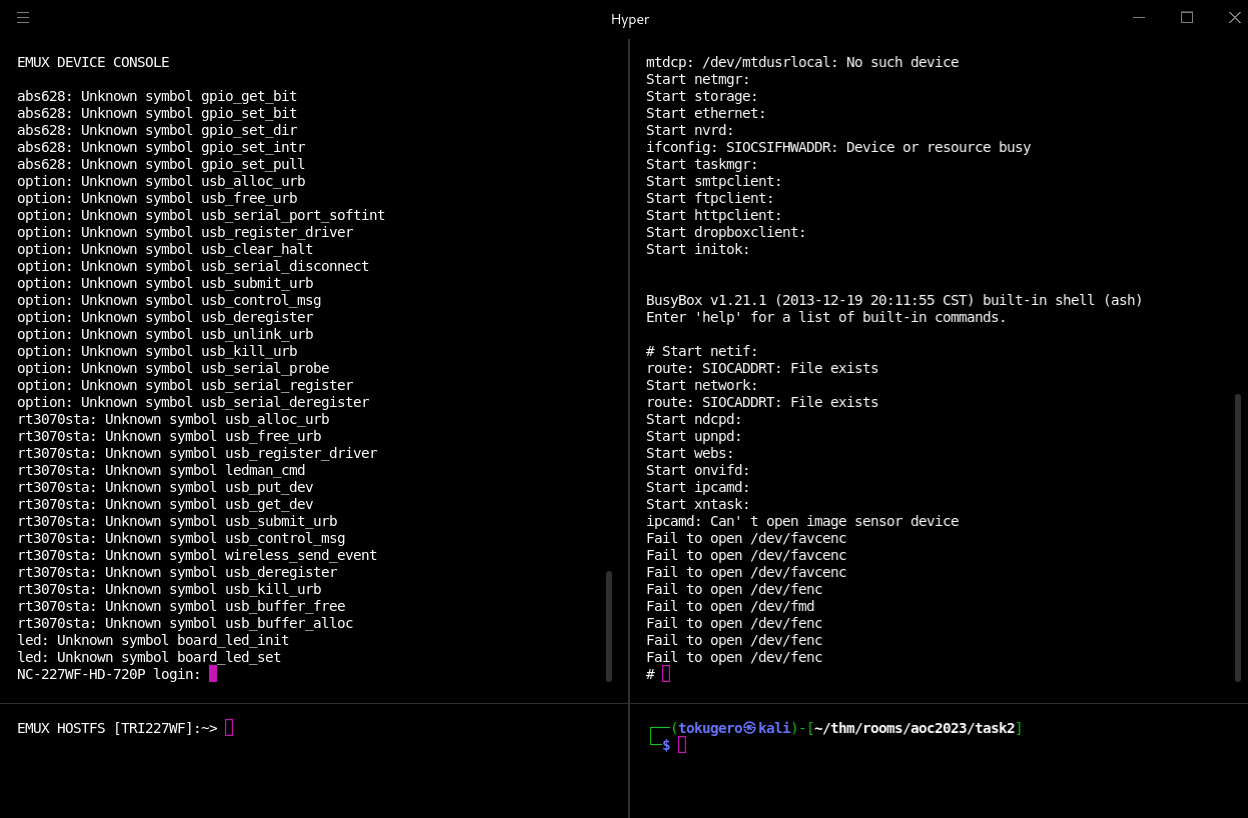 Hyper
EMUX DEVICE CONSOLE
abs628: Unknown symbol gpio_get_bit
abs628: Unknown symbol gpio_set_bit
abs628: Unknown symbol gpio_set_dir
abs628: Unknown symbol gpio_set_intr
abs628: Unknown symbol gpio_set_pull
option: Unknown symbol usb_alloc_urb
option: Unknown symbol usb_free_urb
option: Unknown symbol usb_serial_port_softint
option: Unknown symbol usb_register_driver
option: Unknown symbol usb_clear_halt
option: Unknown symbol usb_serial_disconnect
option: Unknown symbol usb_submit_urb
option: Unknown symbol usb_control_msg
option: Unknown symbol usb_deregister
option: Unknown symbol usb_unlink_urb
option: Unknown symbol usb_kill_urb
option: Unknown symbol usb_serial_probe
option: Unknown symbol usb_serial_register
option: Unknown symbol usb_serial_deregister
rt3070sta: Unknown symbol usb_alloc_urb
rt3070sta: Unknown symbol usb_free_urb
rt3070sta: Unknown symbol usb_register_driver
rt3070sta: Unknown symbol ledman_cmd
rt3070sta: Unknown symbol usb_put_dev
rt3070sta: Unknown symbol usb_get_dev
rt3070sta: Unknown symbol usb_submit_urb
rt3070sta: Unknown symbol usb_control_msg
rt3070sta: Unknown symbol wireless_send_event
rt3070sta: Unknown symbol usb_deregister
rt3070sta: Unknown symbol usb_kill_urb
rt3070sta: Unknown symbol usb_buffer_free
rt3070sta: Unknown symbol usb_buffer_alloc
led: Unknown symbol board_led_init
led: Unknown symbol board_led_set
NC-227WF-HD-720P login:
mtdcp: /dev/mtdusrlocal: No such device
Start netmgr:
Start storage:
Start ethernet:
Start nvrd:
ifconfig: SIOCSIFHWADDR: Device or resource busy
Start taskmgr:
Start smtpclient:
Start ftpclient:
Start httpclient:
Start dropboxclient:
Start initok:
BusyBox v1.21.1 (2013-12-19 20:11:55 CST) built-in shell (ash)
Enter 'help' for a list of built-in commands.
# Start netif:
route: SIOCADDRT: File exists
Start network:
route: SIOCADDRT: File exists
Start ndcpd:
Start upnpd:
Start webs:
Start onvifd:
Start ipcamd:
Start xntask:
ipcamd: Can' t open image sensor device
Fail to open /dev/favcenc
Fail to open /dev/favcenc
Fail to open /dev/favcenc
Fail to open /dev/fenc
Fail to open /dev/fmd
Fail to open /dev/fenc
Fail to open /dev/fenc
Fail to open /dev/fenc
#
EMUX HOSTFS [TRI227WF]:~>
┌──(tokugero㉿kali)-[~/thm/rooms/aoc2023/task2]
└─$